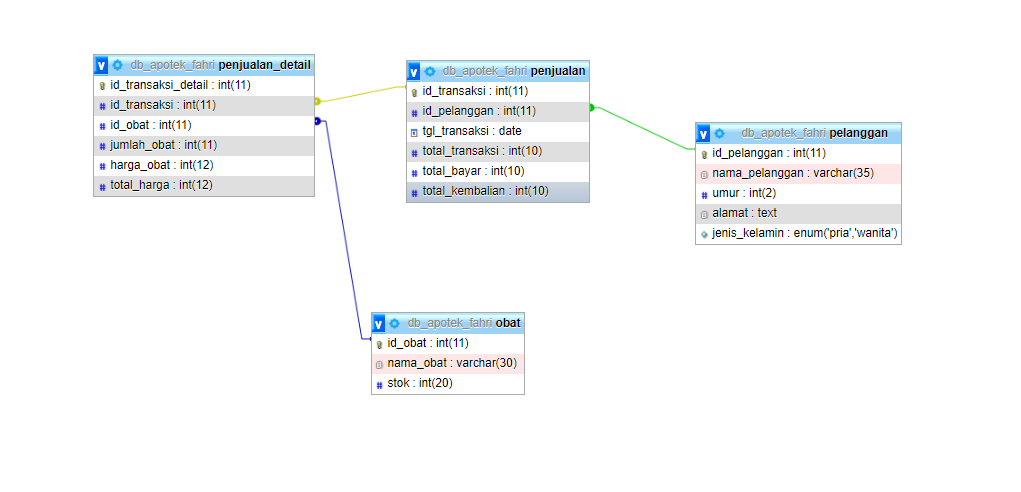 v db_apotek_fahri penjualan_detail
id_transaksi_detail : int(11)
# id_transaksi : int(11)
# id_obat : int(11)
# jumlah_obat : int(11)
# harga_obat : int(12)
# total_harga : int(12)
v db_apotek_fahri penjualan
id_transaksi : int(11)
# id_pelanggan : int(11)
tgl_transaksi : date
# total_transaksi : int(10)
# total_bayar : int(10)
# total_kembalian : int(10)
v db_apotek_fahri pelanggan
id_pelanggan : int(11)
nama_pelanggan : varchar(35)
# umur : int(2)
alamat : text
jenis_kelamin : enum('pria','wanita')
v db_apotek_fahri obat
id_obat : int(11)
nama_obat : varchar(30)
# stok : int(20)